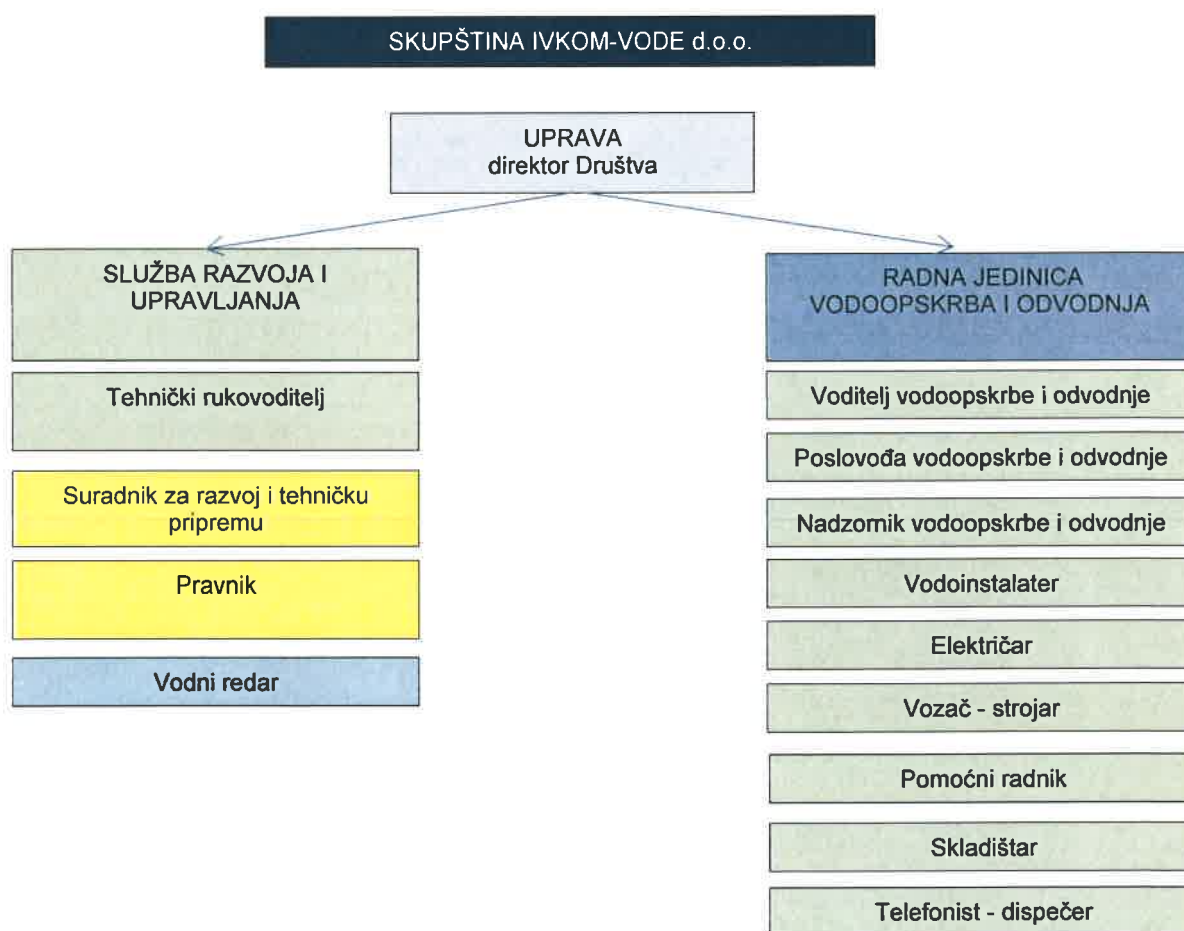 SKUPŠTINA IVKOM-VODE d.o.o.
UPRAVA
direktor Društva
SLUŽBA RAZVOJA I
UPRAVLJANJA
Tehnički rukovoditelj
Suradnik za razvoj i tehničku
pripremu
Pravnik
Vodni redar
RADNA JEDINICA
VODOOPSKRBA I ODVODNJA
Voditelj vodoopskrbe i odvodnje
Poslovođa vodoopskrbe i odvodnje
Nadzornik vodoopskrbe i odvodnje
Vodoinstalater
Električar
Vozač - strojar
Pomoćni radnik
Skladištar
Telefonist - dispečer